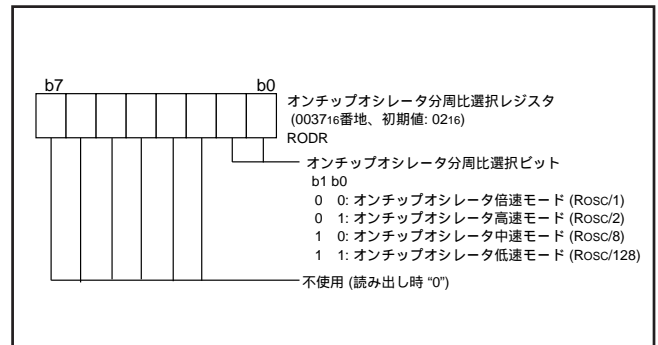 b7 b0
オンチップオシレータ分周比選択レジスタ
(003716番地、初期値: 0216)
RODR
オンチップオシレータ分周比選択ビット
b1 b0
0 0: オンチップオシレータ倍速モード (ROSC/1)
0 1: オンチップオシレータ高速モード (ROSC/2)
1 0: オンチップオシレータ中速モード (ROSC/8)
1 1: オンチップオシレータ低速モード (ROSC/128)
不使用 (読み出し時 “0”)